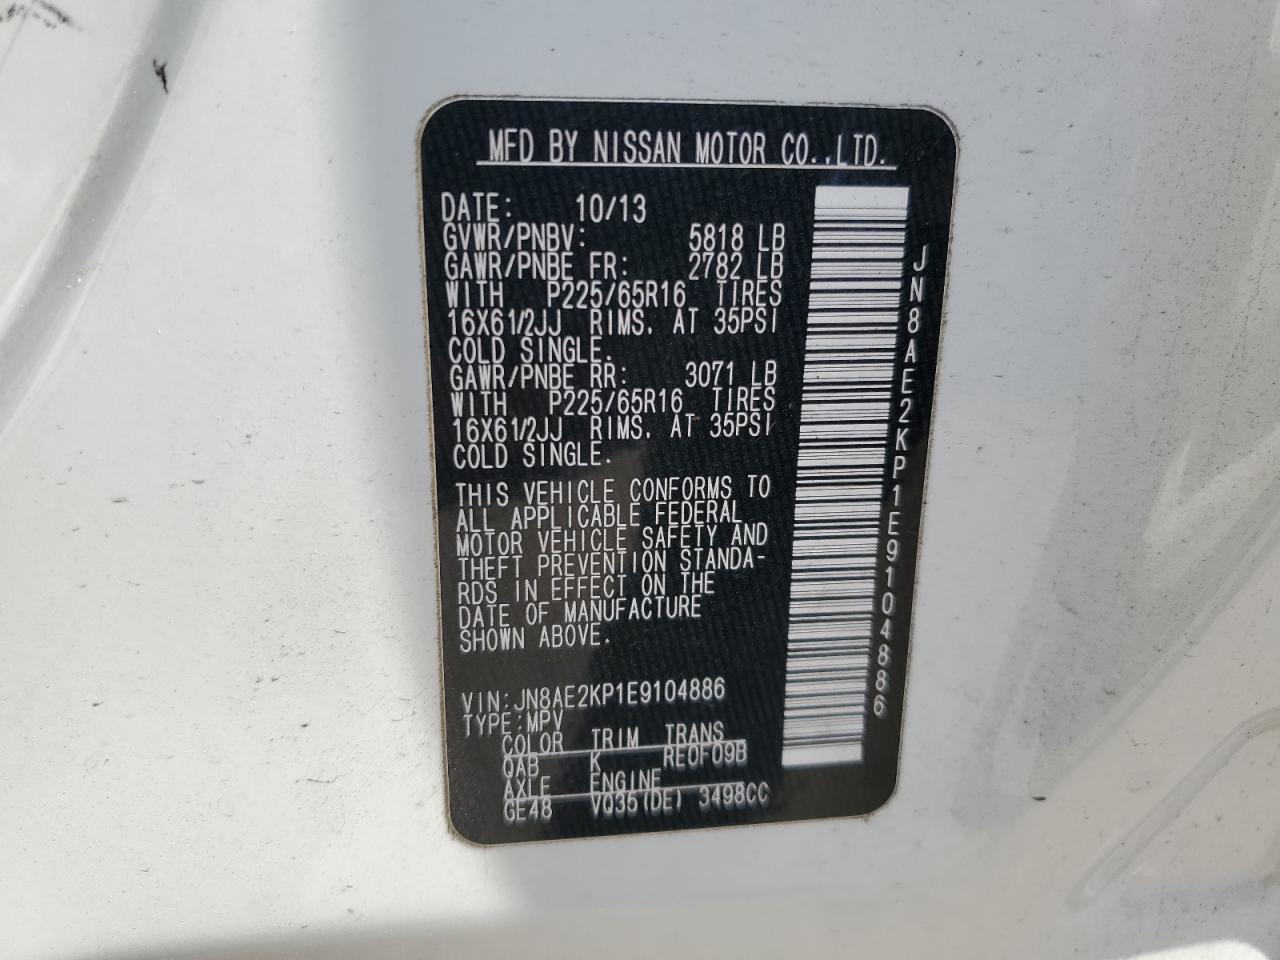 MFD BY NISSAN MOTOR CO.,LTD.
DATE: 10/13
GVWR/PNBV: 5818 LB
GAWR/PNBE FR: 2782 LB
WITH P225/65R16 TIRES
16X61/2JJ RIMS, AT 35PSI
COLD SINGLE.
GAWR/PNBE RR: 3071 LB
WITH P225/65R16 TIRES
16X61/2JJ RIMS, AT 35PSI
COLD SINGLE.
THIS VEHICLE CONFORMS TO
ALL APPLICABLE FEDERAL
MOTOR VEHICLE SAFETY AND
THEFT PREVENTION STANDA-
RDS IN EFFECT ON THE
DATE OF MANUFACTURE
SHOWN ABOVE.
VIN:JN8AE2KP1E9104886
TYPE:MPV
COLOR TRIM TRANS
QAB K RE0F09B
AXLE ENGINE
GE48 VQ35(DE) 3498CC
JN8AE2KP1E9104886